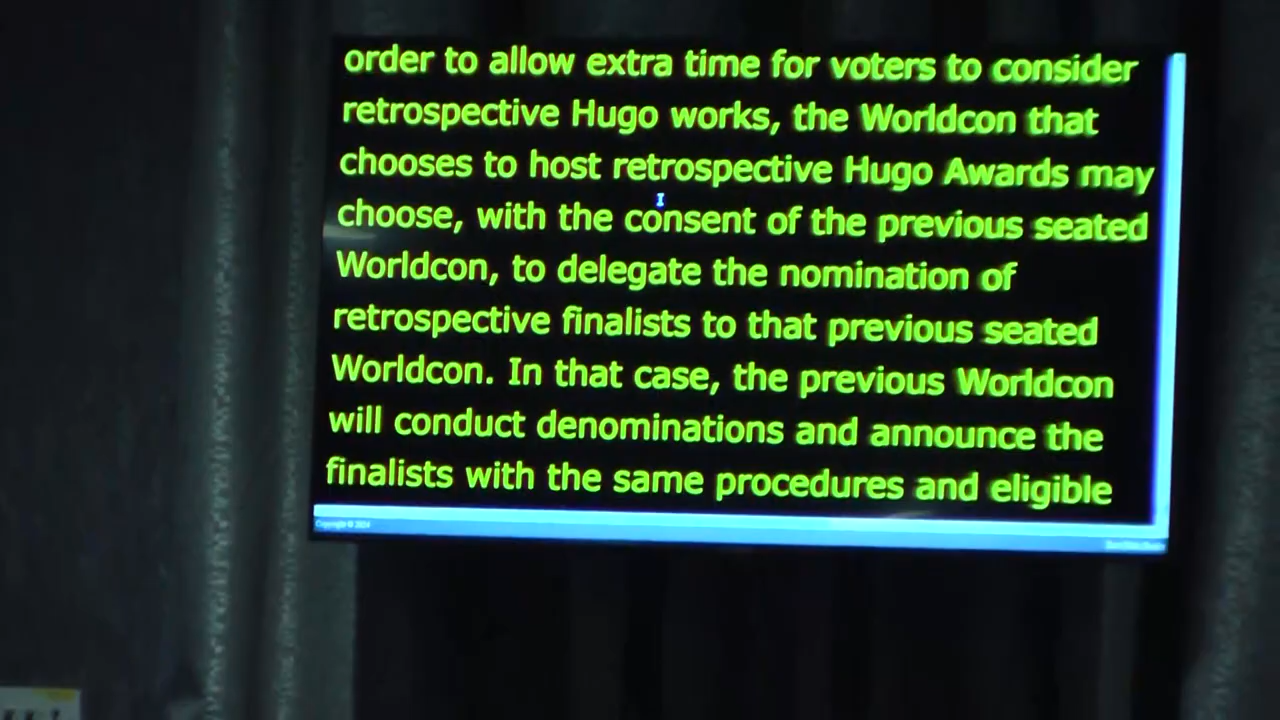 order to allow extra time for voters to consider
retrospective Hugo works, the Worldcon that
chooses to host retrospective Hugo Awards may
choose, with the consent of the previous seated
Worldcon, to delegate the nomination of
retrospective finalists to that previous seated
Worldcon. In that case, the previous Worldcon
will conduct denominations and announce the
finalists with the same procedures and eligible
Copyright © 2024